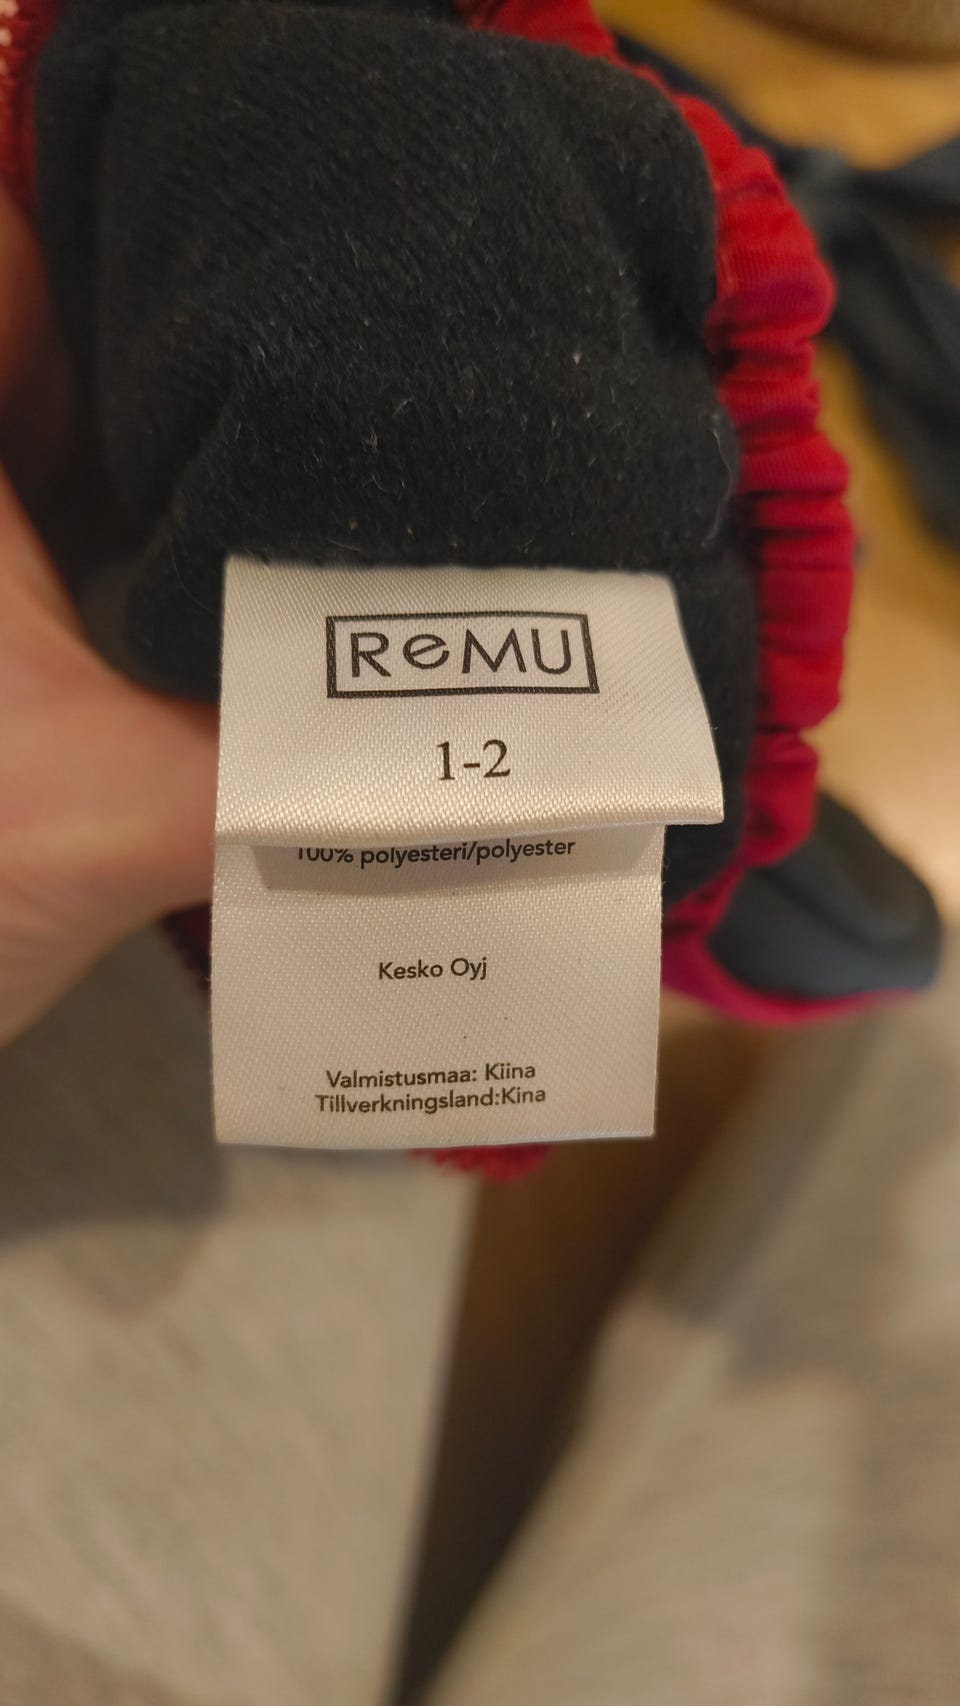 ReMU
1-2
100% polyesteri/polyester
Kesko Oyj
Valmistusmaa: Kiina
Tillverkningsland:Kina